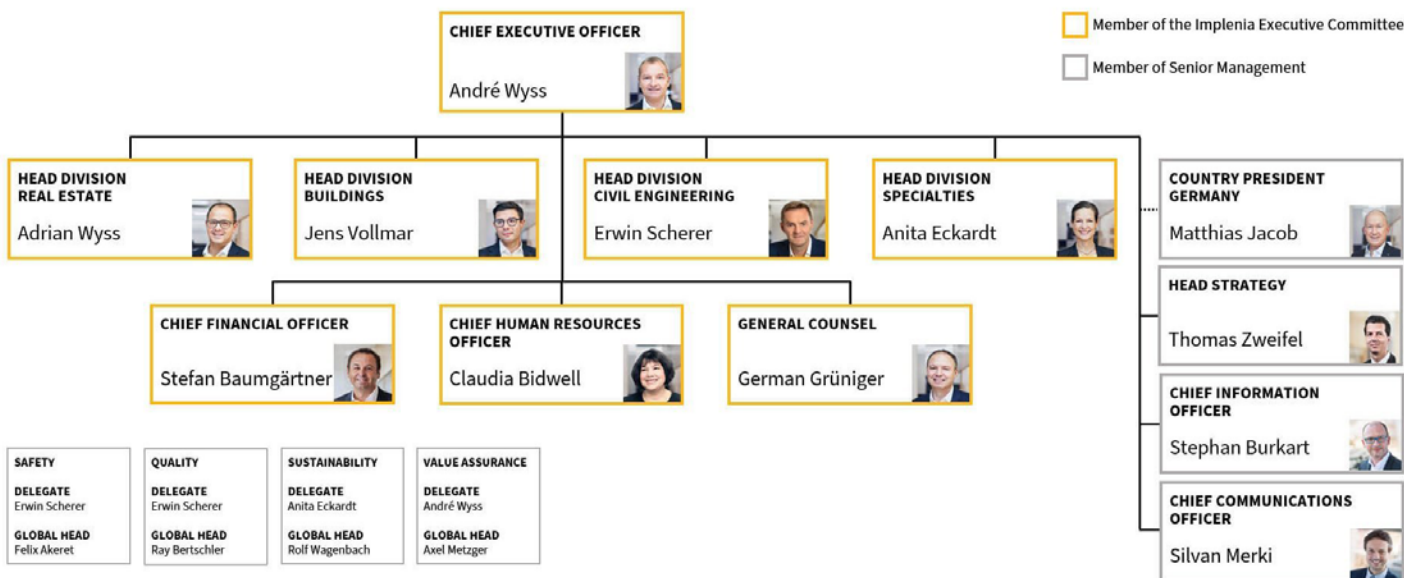 CHIEF EXECUTIVE OFFICER
André Wyss
Member of the Implenia Executive Committee
Member of Senior Management
HEAD DIVISION
REAL ESTATE
Adrian Wyss
HEAD DIVISION
BUILDINGS
Jens Vollmar
HEAD DIVISION
CIVIL ENGINEERING
Erwin Scherer
HEAD DIVISION
SPECIALTIES
Anita Eckardt
COUNTRY PRESIDENT
GERMANY
Matthias Jacob
HEAD STRATEGY
Thomas Zweifel
CHIEF INFORMATION
OFFICER
Stephan Burkart
CHIEF COMMUNICATIONS
OFFICER
Silvan Merki
CHIEF FINANCIAL OFFICER
Stefan Baumgärtner
CHIEF HUMAN RESOURCES
OFFICER
Claudia Bidwell
GENERAL COUNSEL
German Grüniger
SAFETY
DELEGATE
Erwin Scherer
GLOBAL HEAD
Felix Akeret
QUALITY
DELEGATE
Erwin Scherer
GLOBAL HEAD
Ray Bertschler
SUSTAINABILITY
DELEGATE
Anita Eckardt
GLOBAL HEAD
Rolf Wagenbach
VALUE ASSURANCE
DELEGATE
André Wyss
GLOBAL HEAD
Axel Metzger